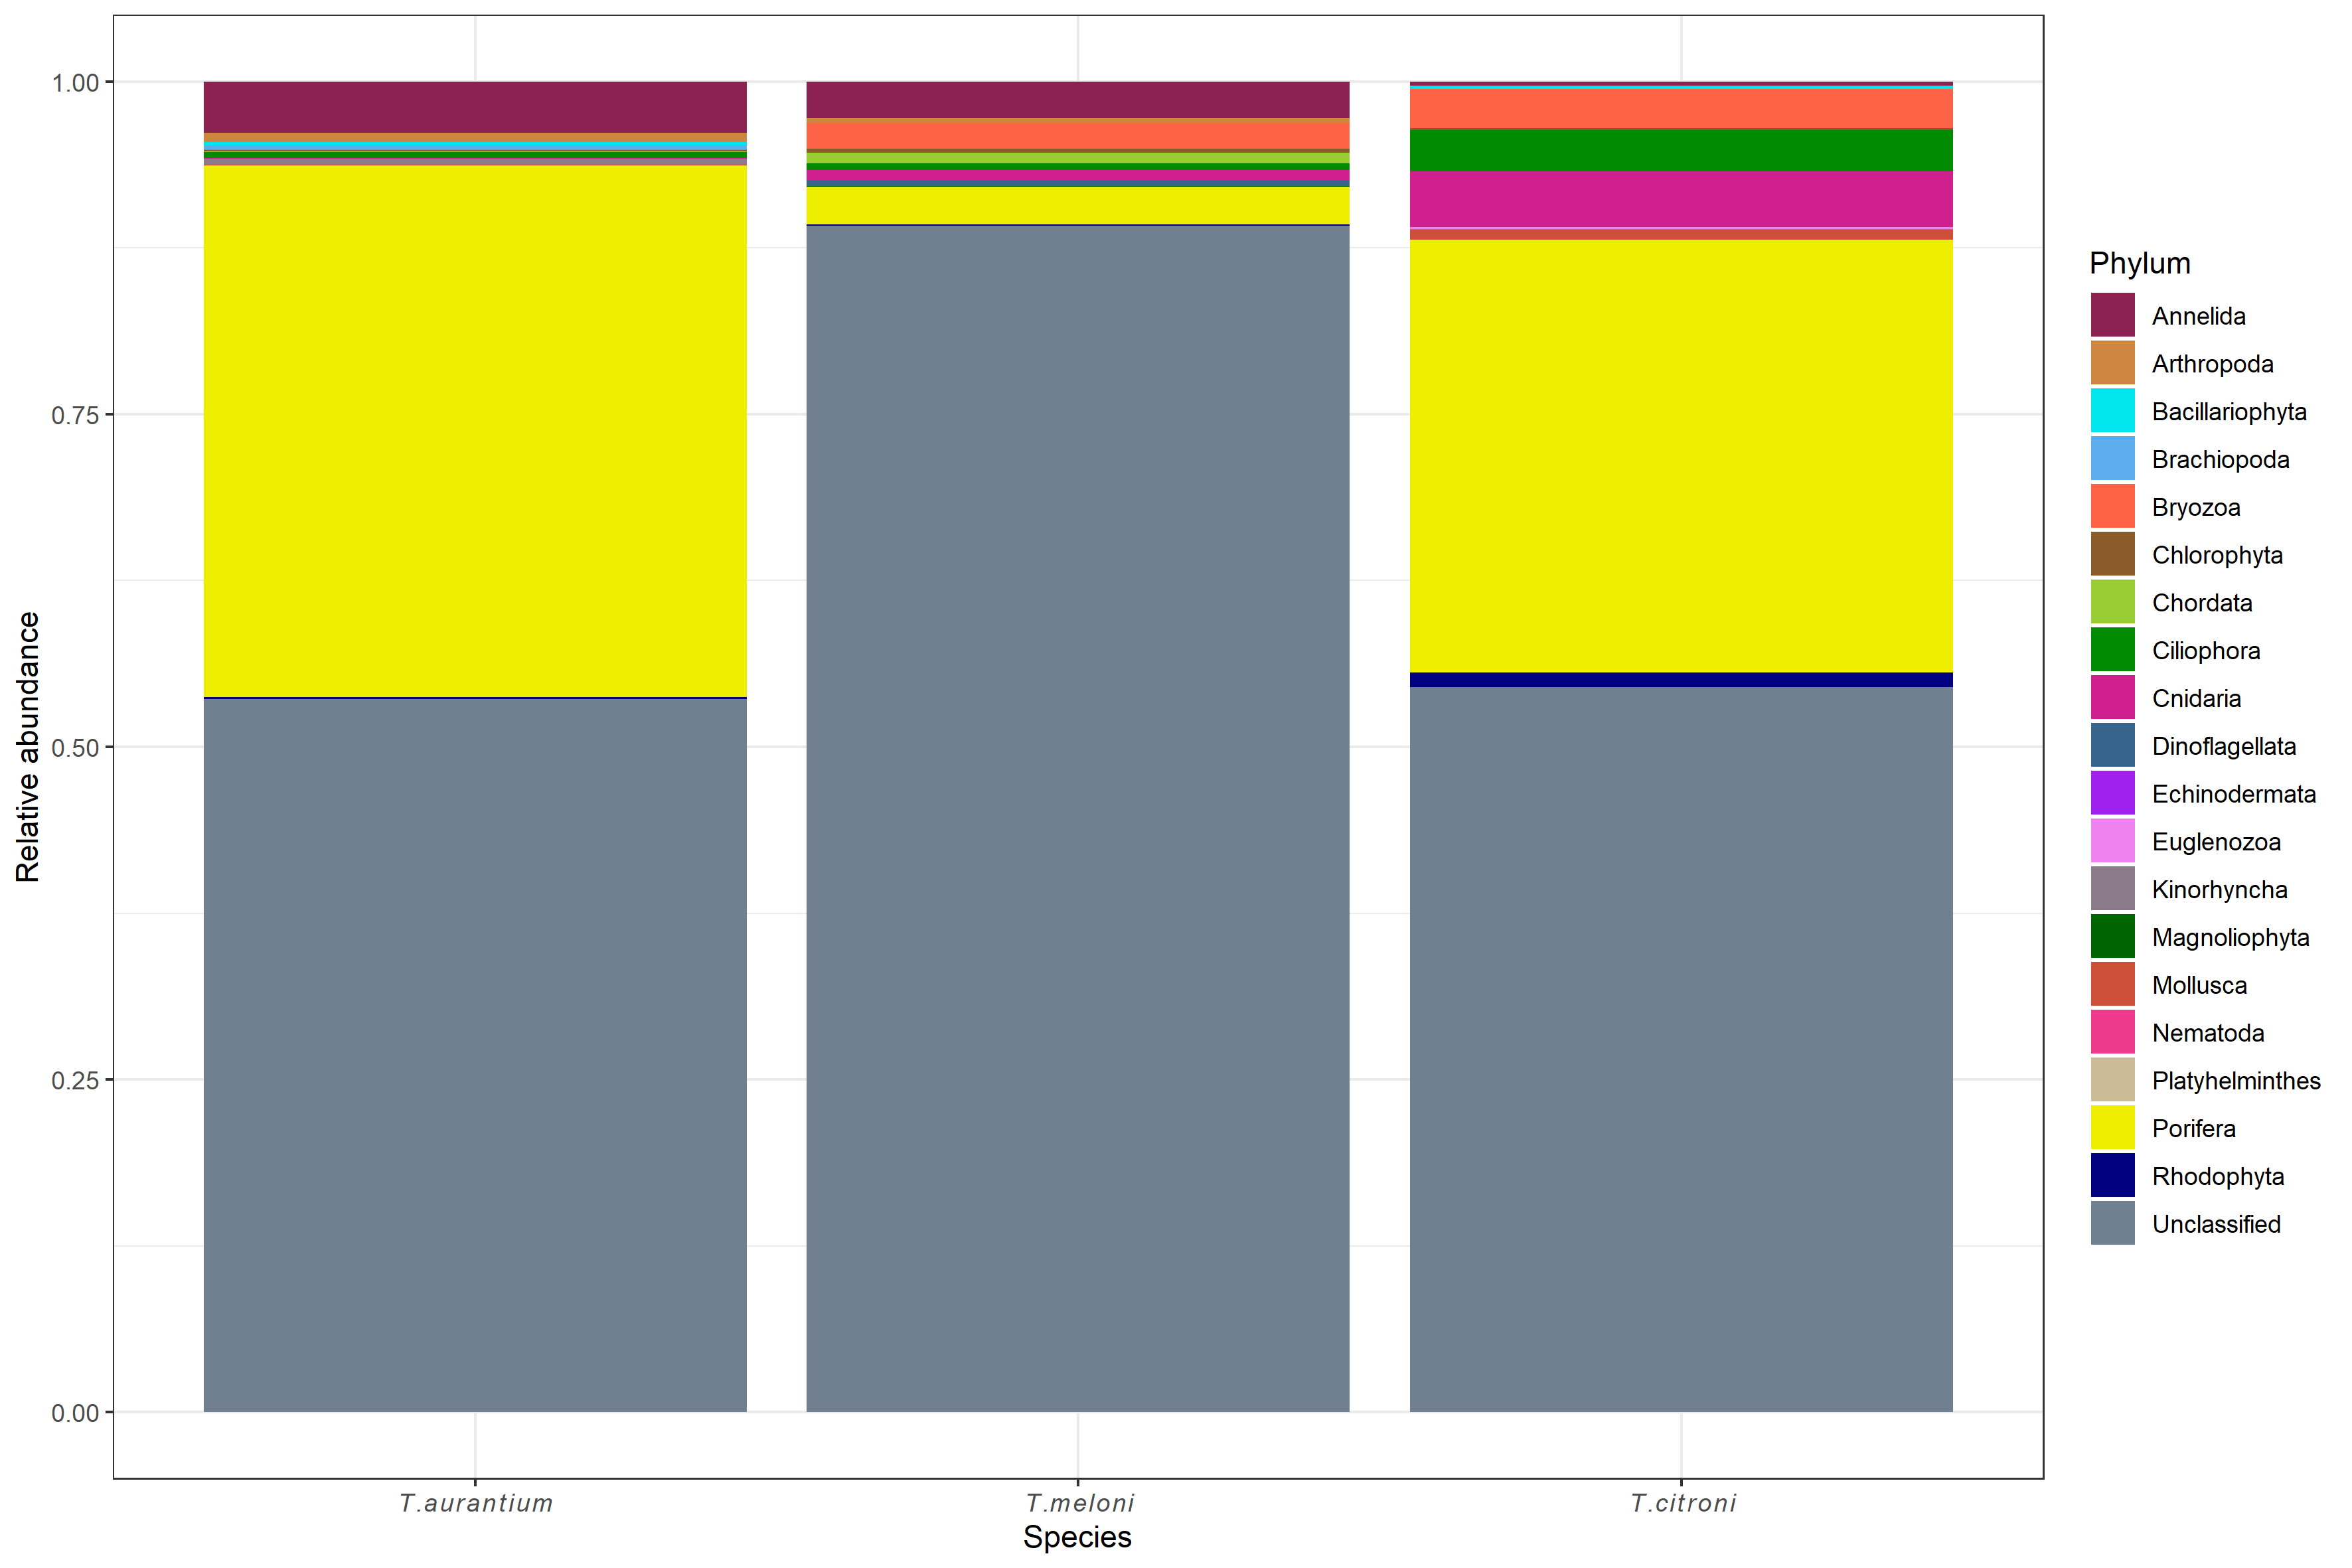 Relative abundance
1.00
0.75
0.50
0.25
0.00
T.aurantium
T.meloni
T.citroni
Species
Phylum
Annelida
Arthropoda
Bacillariophyta
Brachiopoda
Bryozoa
Chlorophyta
Chordata
Ciliophora
Cnidaria
Dinoflagellata
Echinodermata
Euglenozoa
Kinorhyncha
Magnoliophyta
Mollusca
Nematoda
Platyhelminthes
Porifera
Rhodophyta
Unclassified